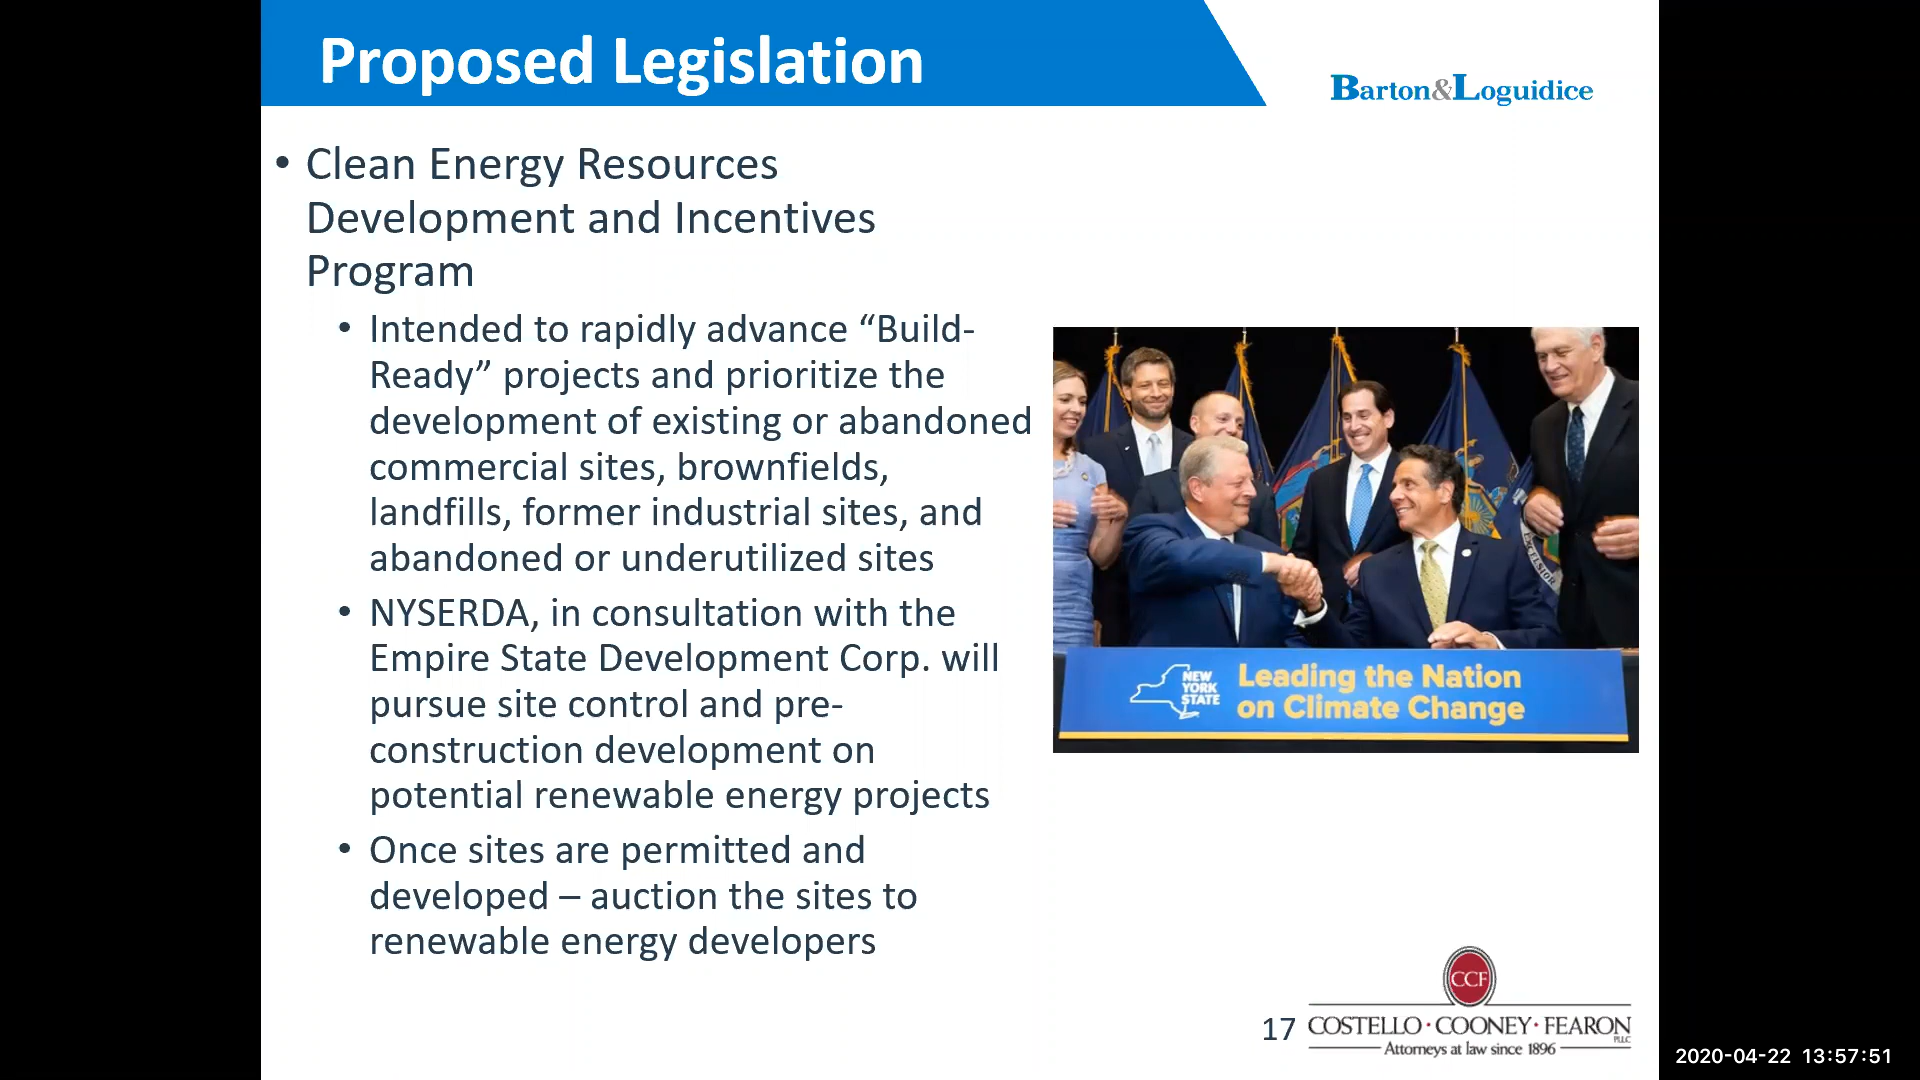 Proposed Legislation
Barton&Loguidice
• Clean Energy Resources
Development and Incentives
Program
• Intended to rapidly advance “Build-
Ready” projects and prioritize the
development of existing or abandoned
commercial sites, brownfields,
landfills, former industrial sites, and
abandoned or underutilized sites
• NYSERDA, in consultation with the
Empire State Development Corp. will
pursue site control and pre-
construction development on
potential renewable energy projects
• Once sites are permitted and
developed – auction the sites to
renewable energy developers
EXCELSIOR
NEW
YORK
STATE
Leading the Nation
on Climate Change
CCF
17
COSTELLO · COONEY · FEARON
PLLC
Attorneys at law since 1896
2020-04-22 13:57:51